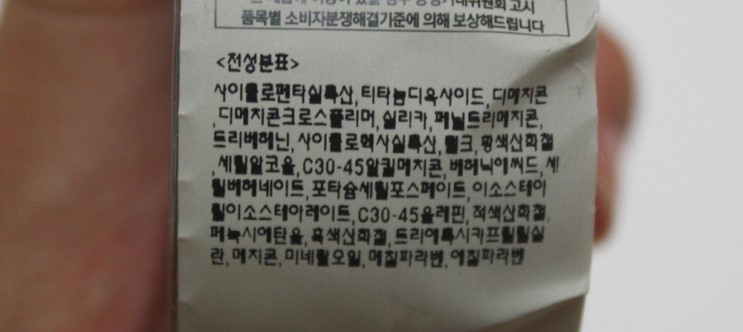 품목별 소비자분쟁해결기준에 의해 보상해드립니다
<전성분표>
사이클로펜타실록산, 티타늄디옥사이드, 디메치콘
,디메치콘크로스폴리머, 실리카, 페닐트리메치콘,
트리베헤닌, 사이클로헥사실록산, 탤크, 황색산화철
,세틸알코올, C30-45알킬메치콘, 베헤닉애씨드, 세
틸베헤네이트, 포타슘세틸포스페이트, 이소스테아
릴이소스테아레이트, C30-45올레핀, 적색산화철,
페녹시에탄올, 흑색산화철, 트리에톡시카프릴릴실
란, 메치콘, 미네랄오일, 메칠파라벤, 에칠파라벤